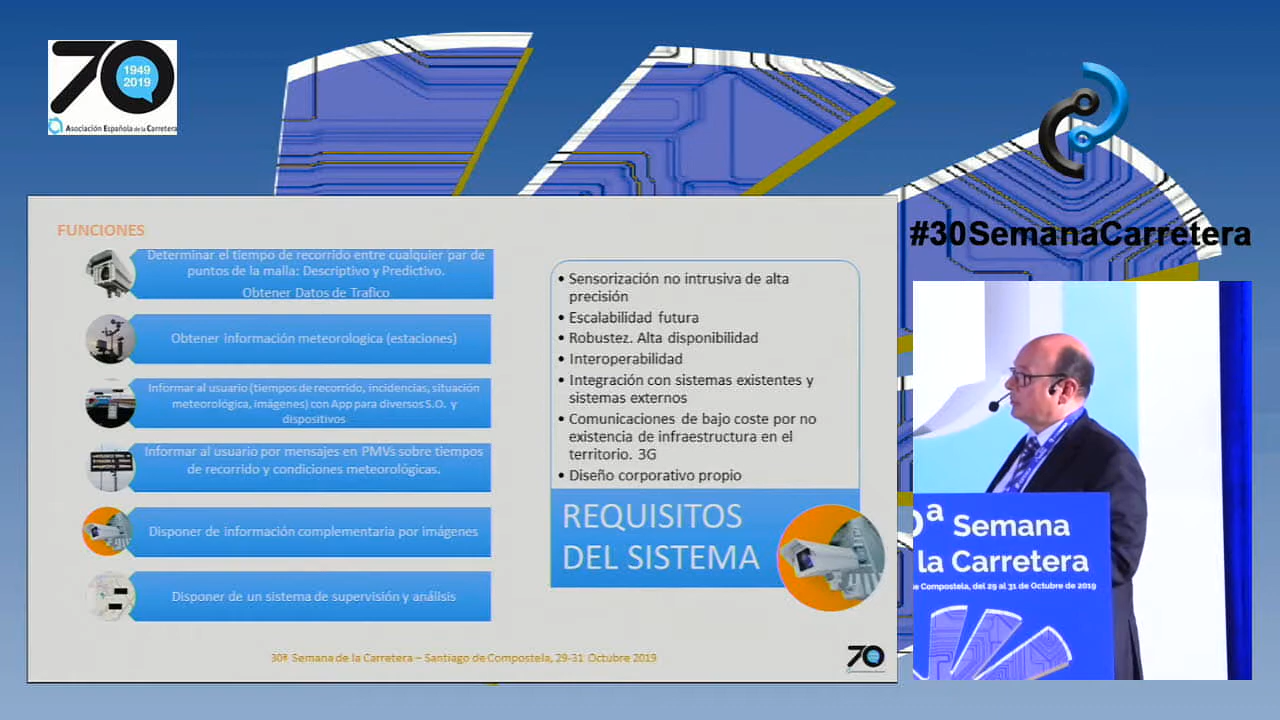 70
1949
2019
Asociación Española de la Carretera
#30SemanaCarretera
FUNCIONES
Determinar el tiempo de recorrido entre cualquier par de
puntos de la malla: Descriptivo y Predictivo.
Obtener Datos de Trafico
Obtener información meteorologica (estaciones)
Informar al usuario (tiempos de recorrido, incidencias, situación
meteorológica, imágenes) con App para diversos S.O. y
dispositivos
Informar al usuario por mensajes en PMVs sobre tiempos
de recorrido y condiciones meteorológicas.
Disponer de información complementaria por imágenes
Disponer de un sistema de supervisión y análisis
• Sensorización no intrusiva de alta
precisión
• Escalabilidad futura
• Robustez. Alta disponibilidad
• Interoperabilidad
• Integración con sistemas existentes y
sistemas externos
• Comunicaciones de bajo coste por no
existencia de infraestructura en el
territorio. 3G
• Diseño corporativo propio
REQUISITOS
DEL SISTEMA
30ª Semana de la Carretera – Santiago de Compostela, 29-31 Octubre 2019
70
0ª Semana
la Carretera
de Compostela, del 29 al 31 de Octubre de 2019